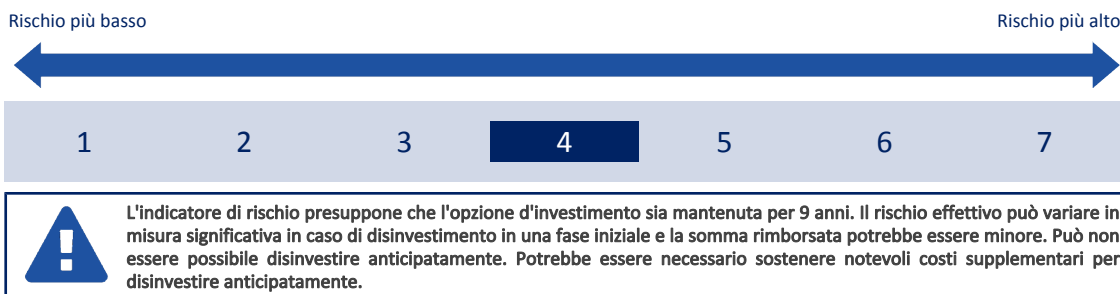 Rischio più basso Rischio più alto
1 2 3 4 5 6 7
L'indicatore di rischio presuppone che l'opzione d'investimento sia mantenuta per 9 anni. Il rischio effettivo può variare in
misura significativa in caso di disinvestimento in una fase iniziale e la somma rimborsata potrebbe essere minore. Può non
essere possibile disinvestire anticipatamente. Potrebbe essere necessario sostenere notevoli costi supplementari per
disinvestire anticipatamente.